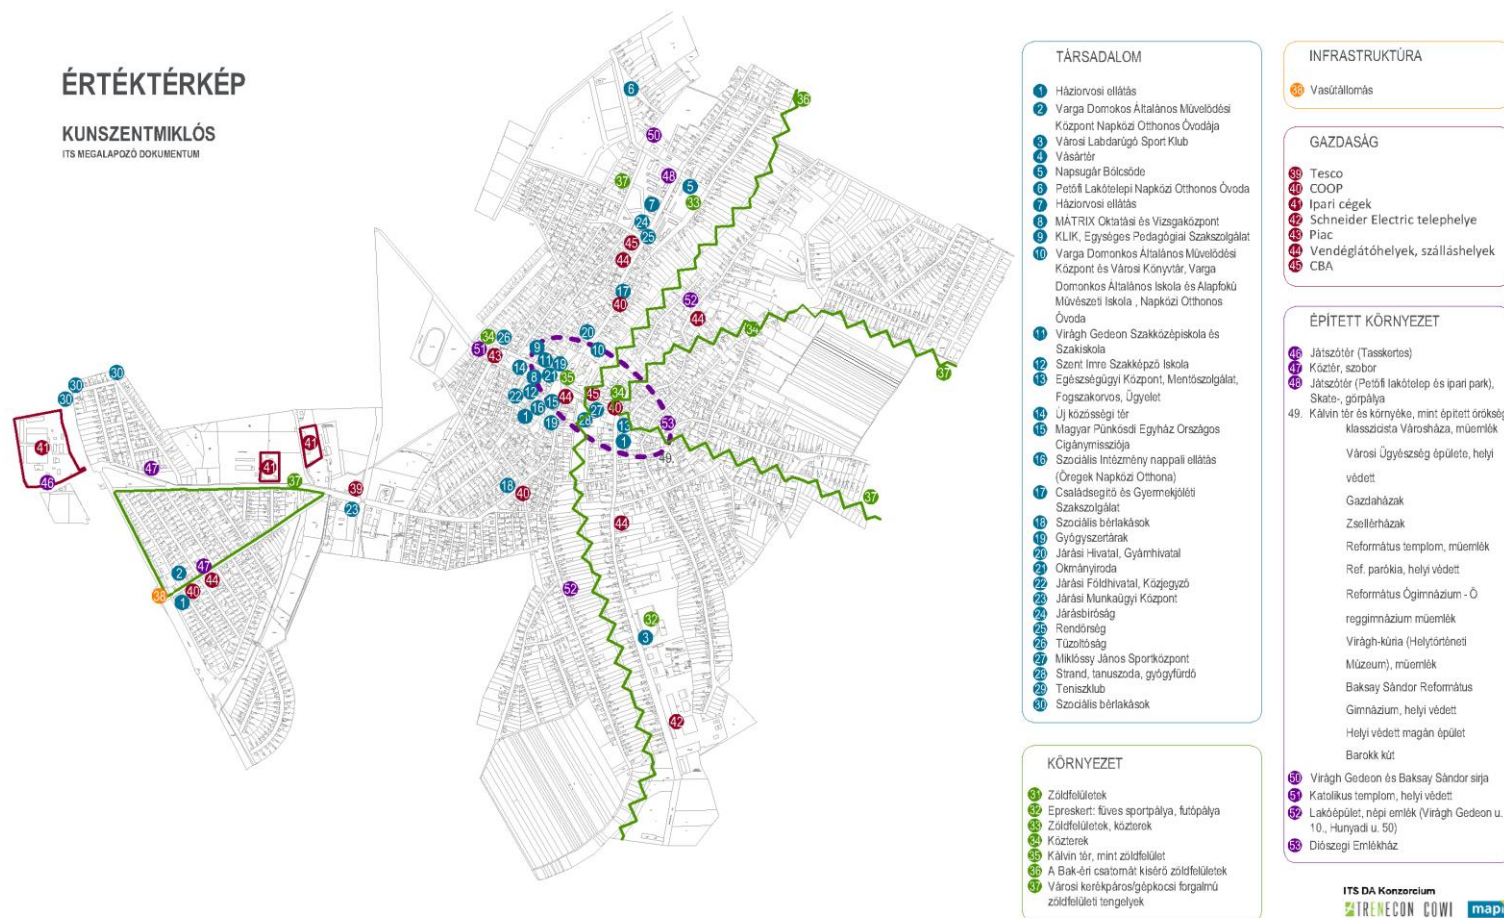 ÉRTÉKTÉRKÉP
KUNSZENTMIKLÓS
ITS MEGALAPOZÓ DOKUMENTUM
TÁRSADALOM
1 Háziorvosi ellátás
2 Varga Domokos Általános Művelődési
Központ Napközi Otthonos Óvodája
3 Városi Labdarúgó Sport Klub
4 Vásártér
5 Napsugár Bölcsőde
6 Petőfi Lakótelepi Napközi Otthonos Óvoda
7 Háziorvosi ellátás
8 MÁTRIX Oktatási és Vizsgaközpont
9 KLIK, Egységes Pedagógiai Szakszolgálat
10 Varga Domonkos Általános Művelődési
Központ és Városi Könyvtár, Varga
Domonkos Általános Iskola és Alapfokú
Művészeti Iskola , Napközi Otthonos
Óvoda
11 Virágh Gedeon Szakközépiskola és
Szakiskola
12 Szent Imre Szakképző Iskola
13 Egészségügyi Központ, Mentőszolgálat,
Fogszakorvos, Ügyelet
14 Új közösségi tér
15 Magyar Pünkösdi Egyház Országos
Cigánymissziója
16 Szociális Intézmény nappali ellátás
(Öregek Napközi Otthona)
17 Családsegítő és Gyermekjóléti
Szakszolgálat
18 Szociális bérlakások
19 Gyógyszertárak
20 Járási Hivatal, Gyámhivatal
21 Okmányiroda
22 Járási Földhivatal, Közjegyző
23 Járási Munkaügyi Központ
24 Járásbíróság
25 Rendőrség
26 Tűzoltóság
27 Miklóssy János Sportközpont
28 Strand, tanuszoda, gyógyfürdő
29 Teniszklub
30 Szociális bérlakások
KÖRNYEZET
31 Zöldfelületek
32 Epreskert: füves sportpálya, futópálya
33 Zöldfelületek, közterek
34 Közterek
35 Kálvin tér, mint zöldfelület
36 A Bak-éri csatornát kísérő zöldfelületek
37 Városi kerékpáros/gépkocsi forgalmú
zöldfelületi tengelyek
INFRASTRUKTÚRA
38 Vasútállomás
GAZDASÁG
39 Tesco
40 COOP
41 Ipari cégek
42 Schneider Electric telephelye
43 Piac
44 Vendéglátóhelyek, szálláshelyek
45 CBA
ÉPÍTETT KÖRNYEZET
46 Játszótér (Tasskertes)
47 Köztér, szobor
48 Játszótér (Petőfi lakótelep és ipari park),
Skate-, görpálya
49. Kálvin tér és környéke, mint épített örökség
klasszicista Városháza, műemlék
Városi Ügyészség épülete, helyi
védett
Gazdaházak
Zsellérházak
Református templom, műemlék
Ref. parókia, helyi védett
Református Ógimnázium - Ó
reggimnázium műemlék
Virágh-kúria (Helytörténeti
Múzeum), műemlék
Baksay Sándor Református
Gimnázium, helyi védett
Helyi védett magán épület
Barokk kút
50 Virágh Gedeon és Baksay Sándor sírja
51 Katolikus templom, helyi védett
52 Lakóépület, népi emlék (Virágh Gedeon u.
10., Hunyadi u. 50)
53 Diószegi Emlékház
ITS DA Konzorcium
TRENECON COWI mapi